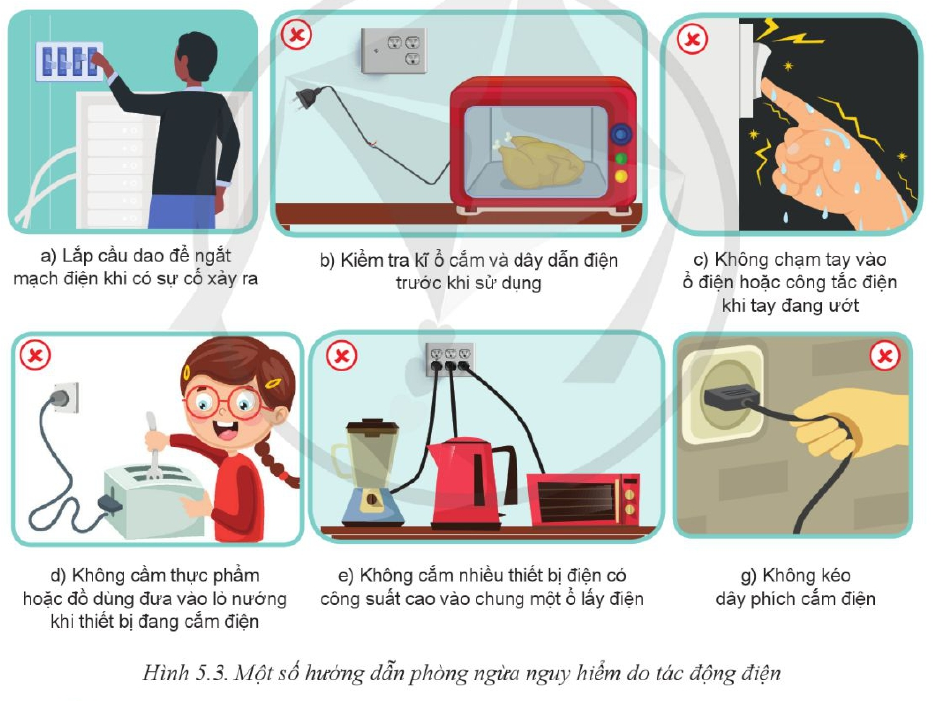 a) Lắp cầu dao để ngắt
mạch điện khi có sự cố xảy ra
b) Kiểm tra kĩ ổ cắm và dây dẫn điện
trước khi sử dụng
c) Không chạm tay vào
ổ điện hoặc công tắc điện
khi tay đang ướt
d) Không cầm thực phẩm
hoặc đồ dùng đưa vào lò nướng
khi thiết bị đang cắm điện
e) Không cắm nhiều thiết bị điện có
công suất cao vào chung một ổ lấy điện
g) Không kéo
dây phích cắm điện
Hình 5.3. Một số hướng dẫn phòng ngừa nguy hiểm do tác động điện